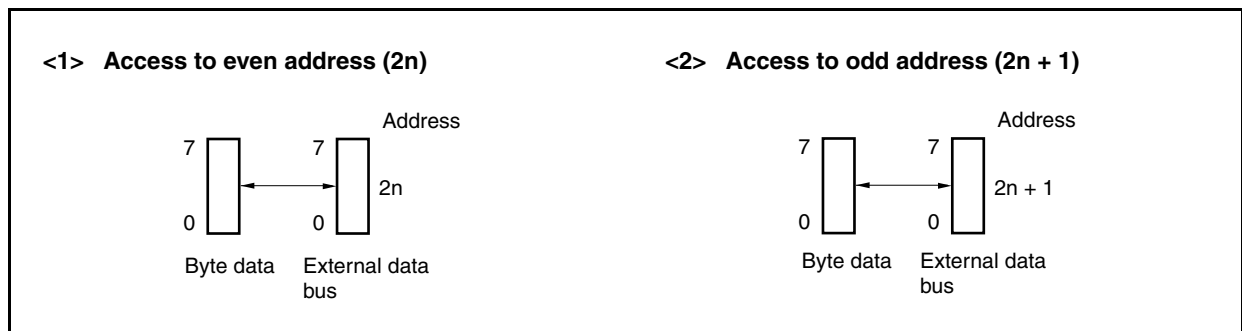 <1> Access to even address (2n)
Address
7 7
2n
0 0
Byte data External data
bus
<2> Access to odd address (2n + 1)
Address
7 7
2n + 1
0 0
Byte data External data
bus